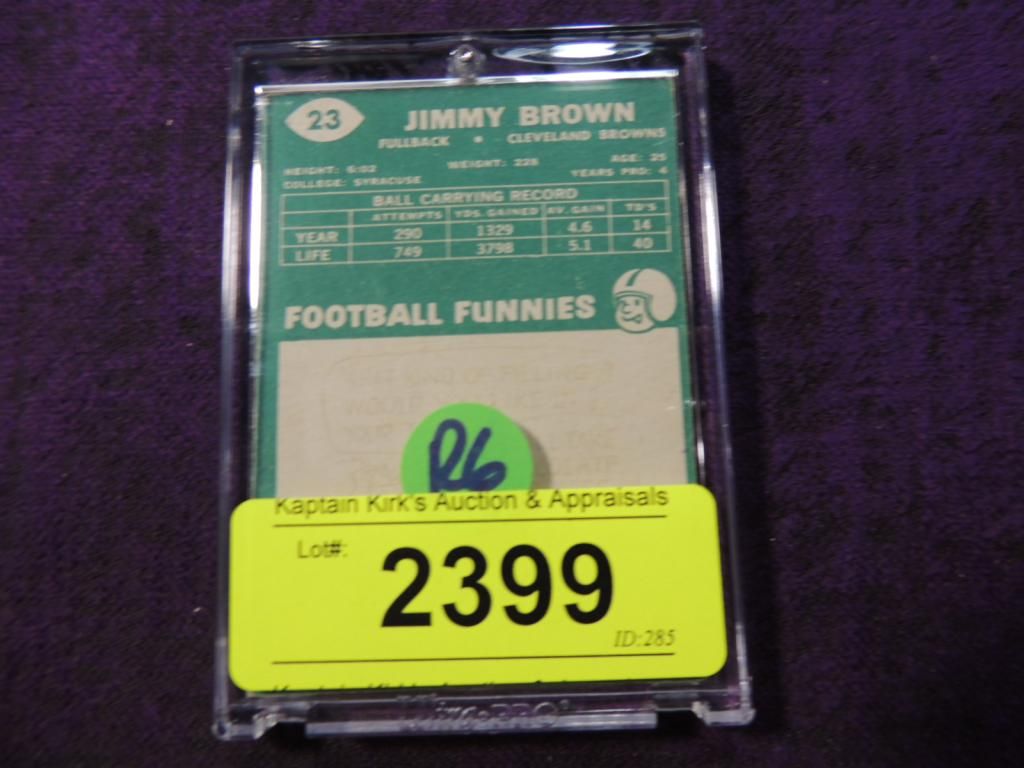 23
JIMMY BROWN
FULLBACK • CLEVELAND BROWNS
HEIGHT: 6:02 WEIGHT: 228 AGE: 25
COLLEGE: SYRACUSE YEARS PRO: 4
BALL CARRYING RECORD
ATTEMPTS YDS. GAINED AV. GAIN TD'S
YEAR 290 1329 4.6 14
LIFE 749 3798 5.1 40
FOOTBALL FUNNIES
R6
Kaptain Kirk's Auction & Appraisals
Lot#:
2399
ID:285